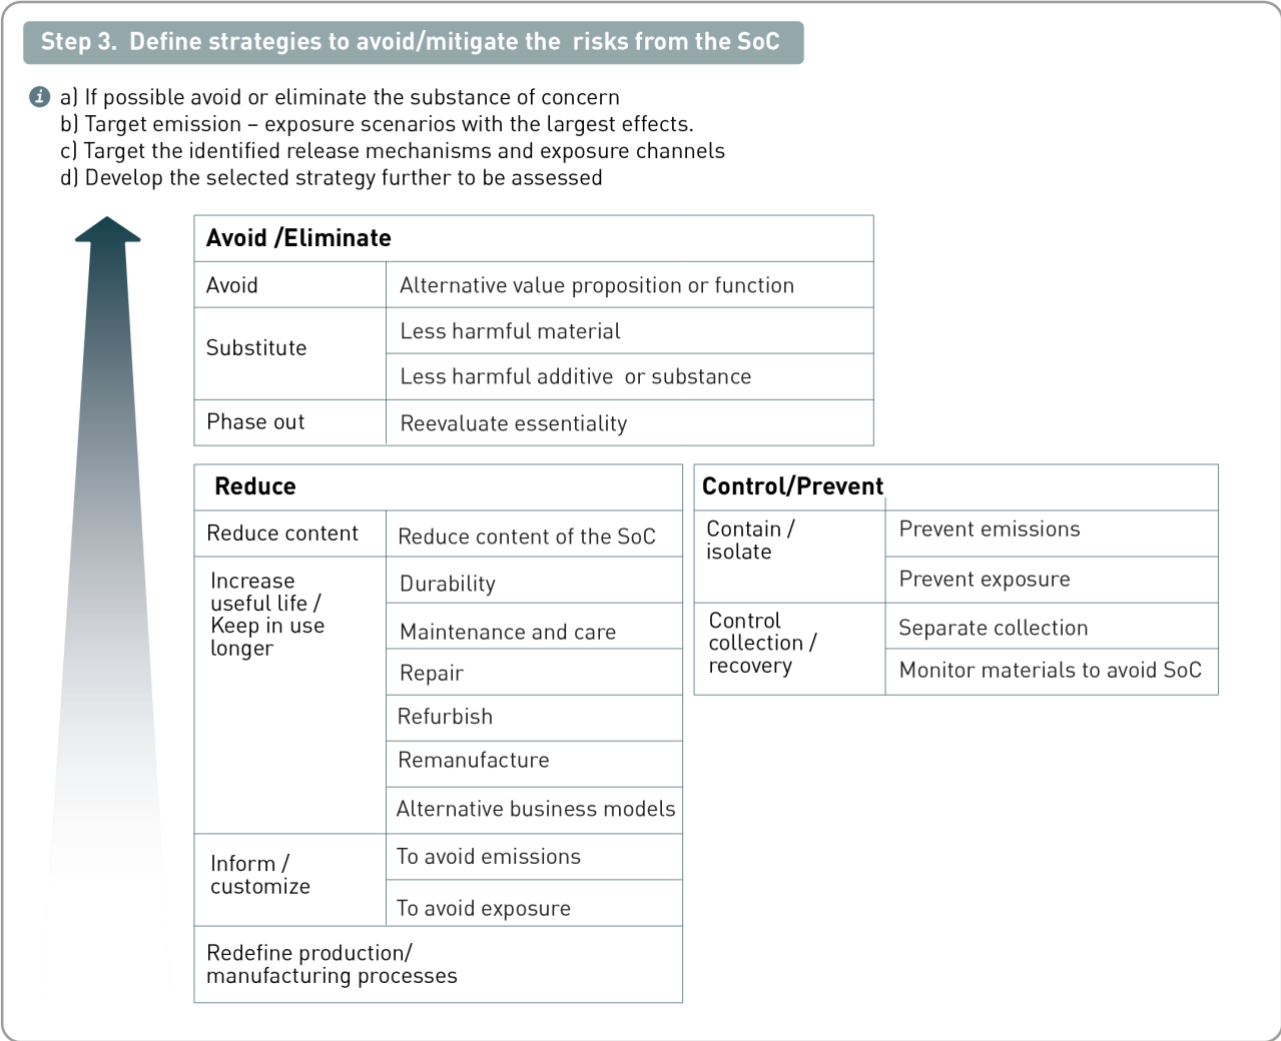 Step 3. Define strategies to avoid/mitigate the risks from the SoC
i
a) If possible avoid or eliminate the substance of concern
b) Target emission – exposure scenarios with the largest effects.
c) Target the identified release mechanisms and exposure channels
d) Develop the selected strategy further to be assessed
Avoid /Eliminate
Avoid
Alternative value proposition or function
Substitute
Less harmful material
Less harmful additive or substance
Phase out
Reevaluate essentiality
Reduce
Reduce content
Reduce content of the SoC
Increase
useful life /
Keep in use
longer
Durability
Maintenance and care
Repair
Refurbish
Remanufacture
Alternative business models
Inform /
customize
To avoid emissions
To avoid exposure
Redefine production/
manufacturing processes
Control/Prevent
Contain /
isolate
Prevent emissions
Prevent exposure
Control
collection /
recovery
Separate collection
Monitor materials to avoid SoC